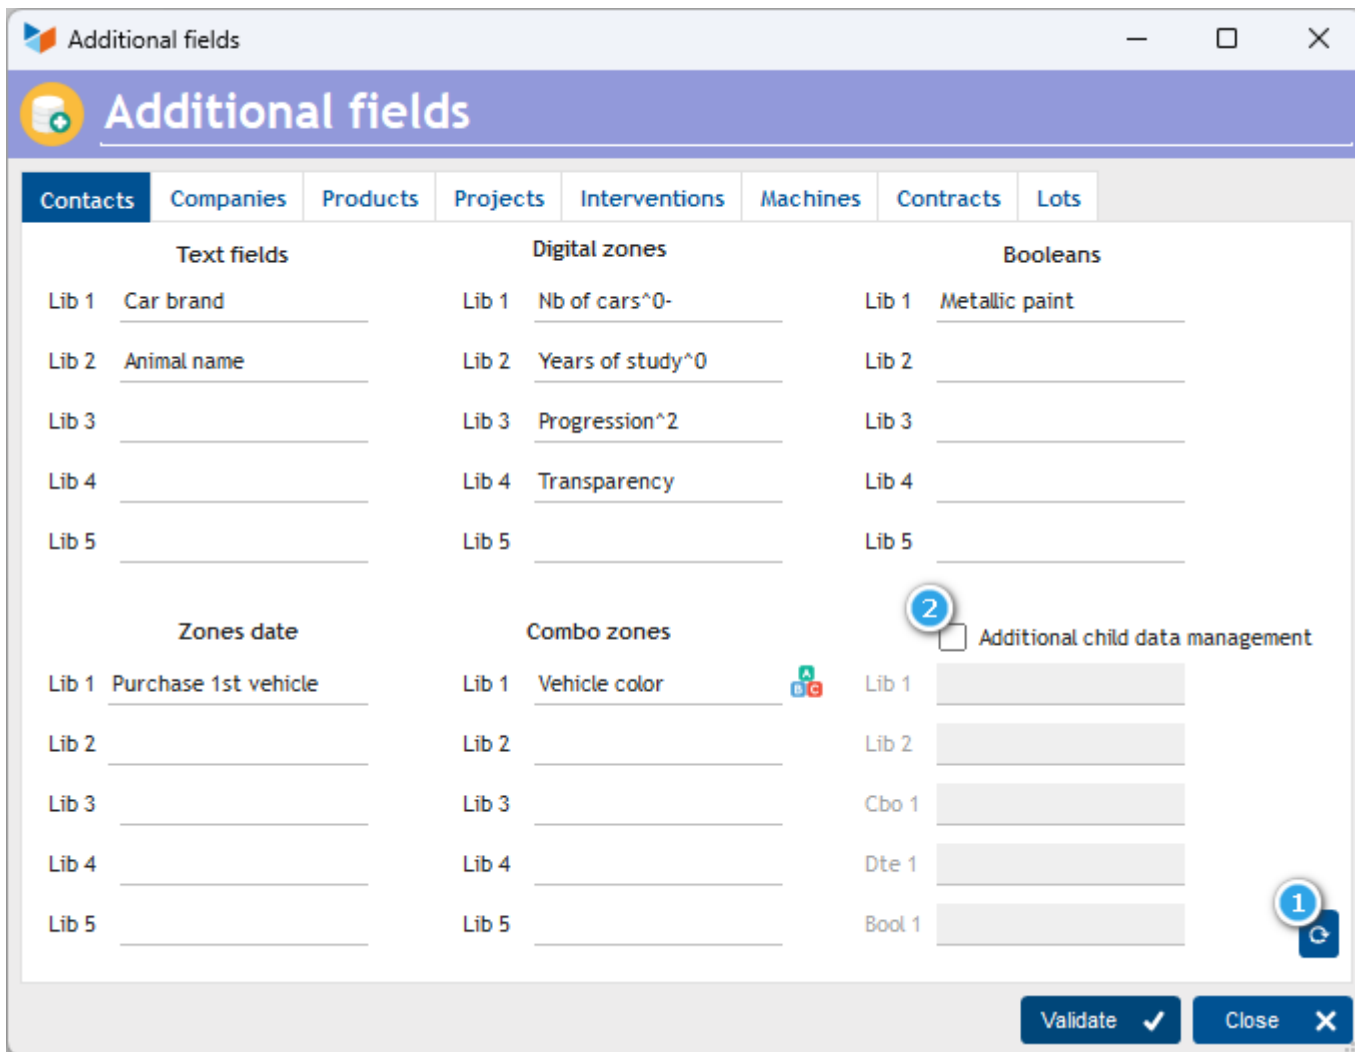 Additional fields
Additional fields
Contacts Companies Products Projects Interventions Machines Contracts Lots
Text fields Digital zones Booleans
Lib 1 Car brand Lib 1 Nb of cars^0- Lib 1 Metallic paint
Lib 2 Animal name Lib 2 Years of study^0 Lib 2
Lib 3 Lib 3 Progression^2 Lib 3
Lib 4 Lib 4 Transparency Lib 4
Lib 5 Lib 5 Lib 5
2
Zones date Combo zones Additional child data management
Lib 1 Purchase 1st vehicle Lib 1 Vehicle color A B C Lib 1
Lib 2 Lib 2 Lib 2
Lib 3 Lib 3 Cbo 1
Lib 4 Lib 4 Dte 1
1
Lib 5 Lib 5 Bool 1
Validate Close